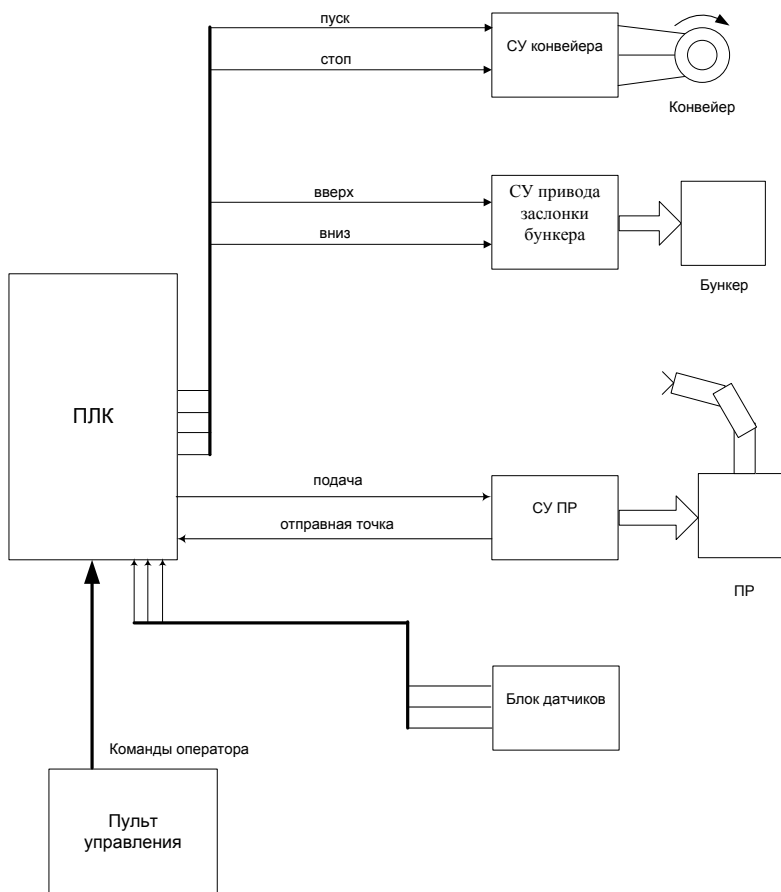 пуск
стоп
СУ конвейера
Конвейер
вверх
вниз
СУ привода
заслонки
бункера
Бункер
ПЛК
подача
отправная точка
СУ ПР
ПР
Блок датчиков
Команды оператора
Пульт
управления